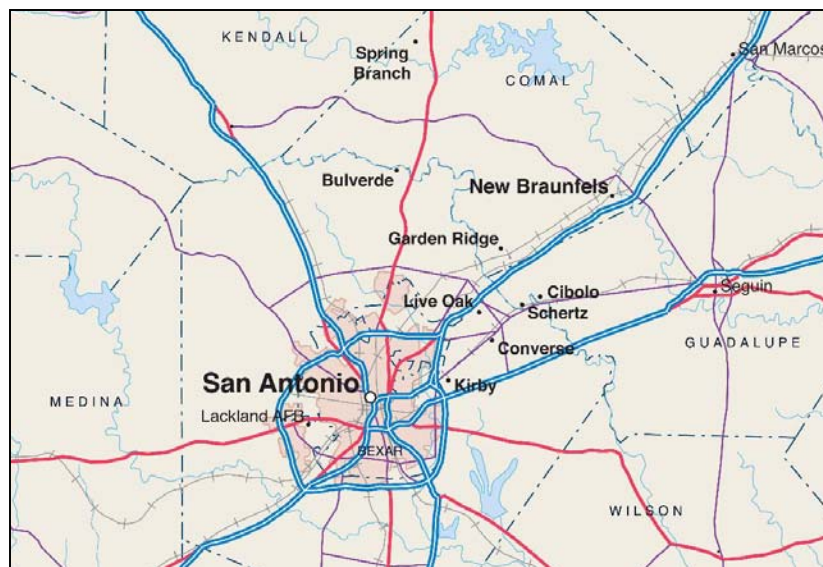 KENDALL
Spring
Branch
San Marcos
COMAL
Bulverde
New Braunfels
Garden Ridge
Cibolo
Seguin
Live Oak
Schertz
Converse
GUADALUPE
San Antonio
Kirby
MEDINA
Lackland AFB
BEXAR
WILSON